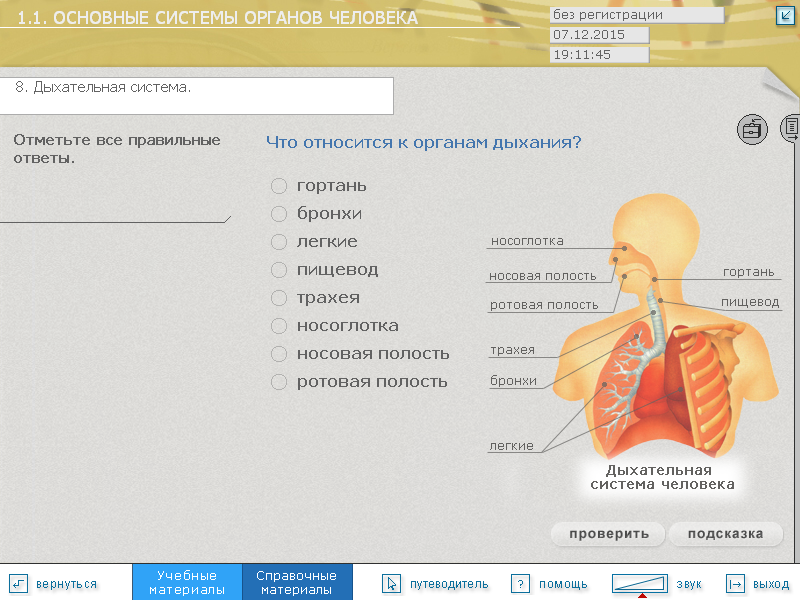 1.1. ОСНОВНЫЕ СИСТЕМЫ ОРГАНОВ ЧЕЛОВЕКА
без регистрации
07.12.2015
19:11:45
8. Дыхательная система.
Отметьте все правильные
ответы.
Что относится к органам дыхания?
гортань
бронхи
легкие
пищевод
трахея
носоглотка
носовая полость
ротовая полость
носоглотка
носовая полость
ротовая полость
трахея
бронхи
легкие
гортань
пищевод
Дыхательная
система человека
проверить
подсказка
вернуться
Учебные
материалы
Справочные
материалы
путеводитель
?
помощь
звук
выход